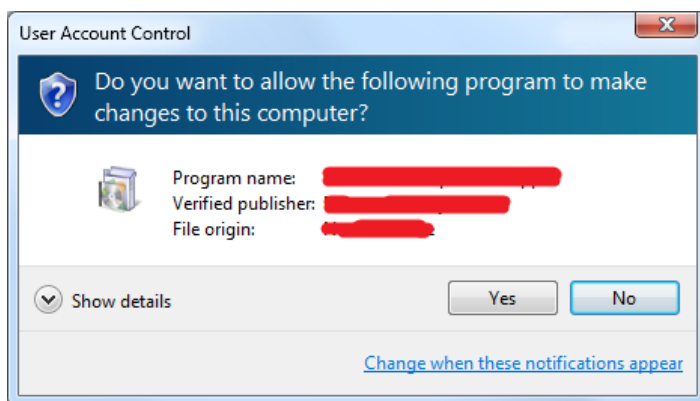 User Account Control
Do you want to allow the following program to make
changes to this computer?
Program name:
Verified publisher:
File origin:
Show details
Yes
No
Change when these notifications appear